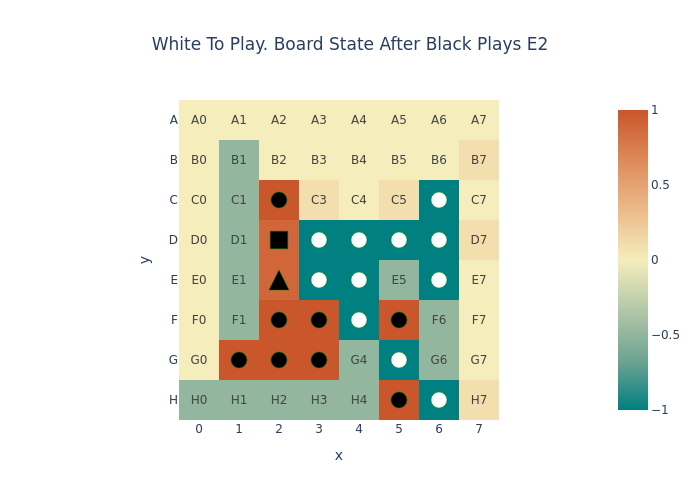 White To Play. Board State After Black Plays E2
A A0 A1 A2 A3 A4 A5 A6 A7
B B0 B1 B2 B3 B4 B5 B6 B7
C C0 C1 C3 C4 C5 C7
D D0 D1 D7
E E0 E1 E5 E7
F F0 F1 F6 F7
G G0 G4 G6 G7
H H0 H1 H2 H3 H4 H7
0 1 2 3 4 5 6 7
x
y
1
0.5
0
−0.5
−1